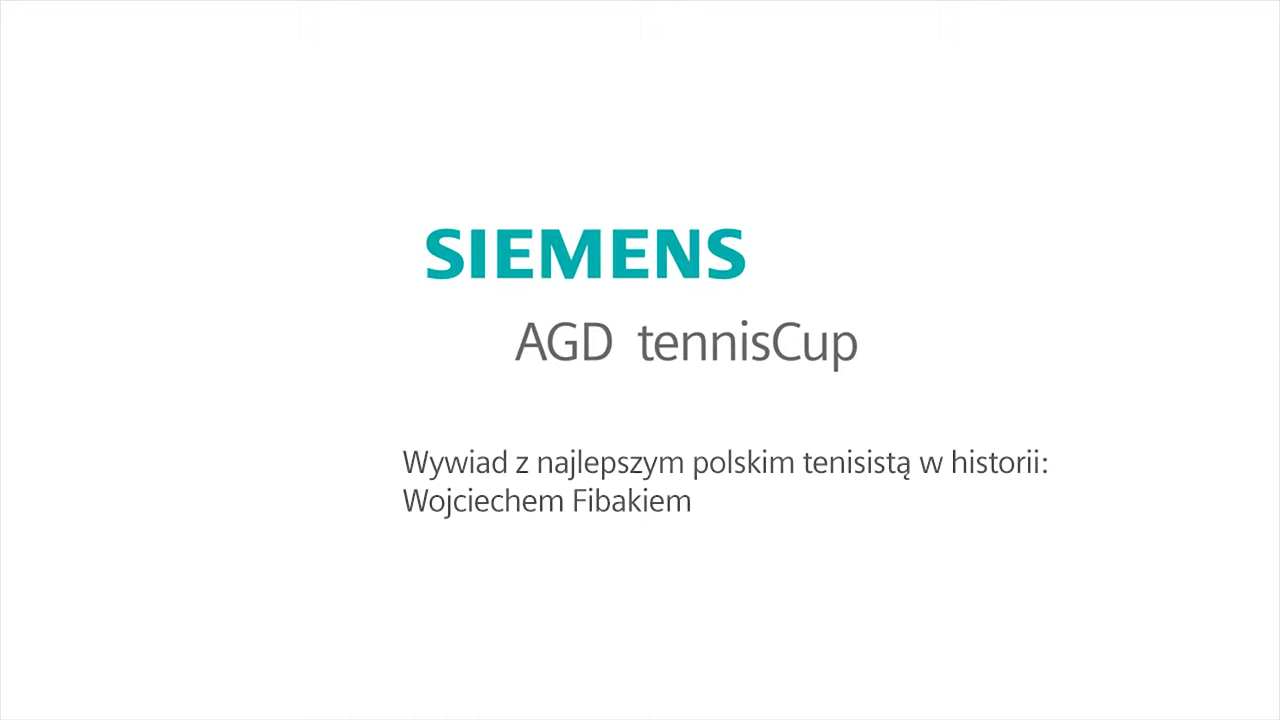 SIEMENS
AGD tennisCup
Wywiad z najlepszym polskim tenisistą w historii:
Wojciechem Fibakiem